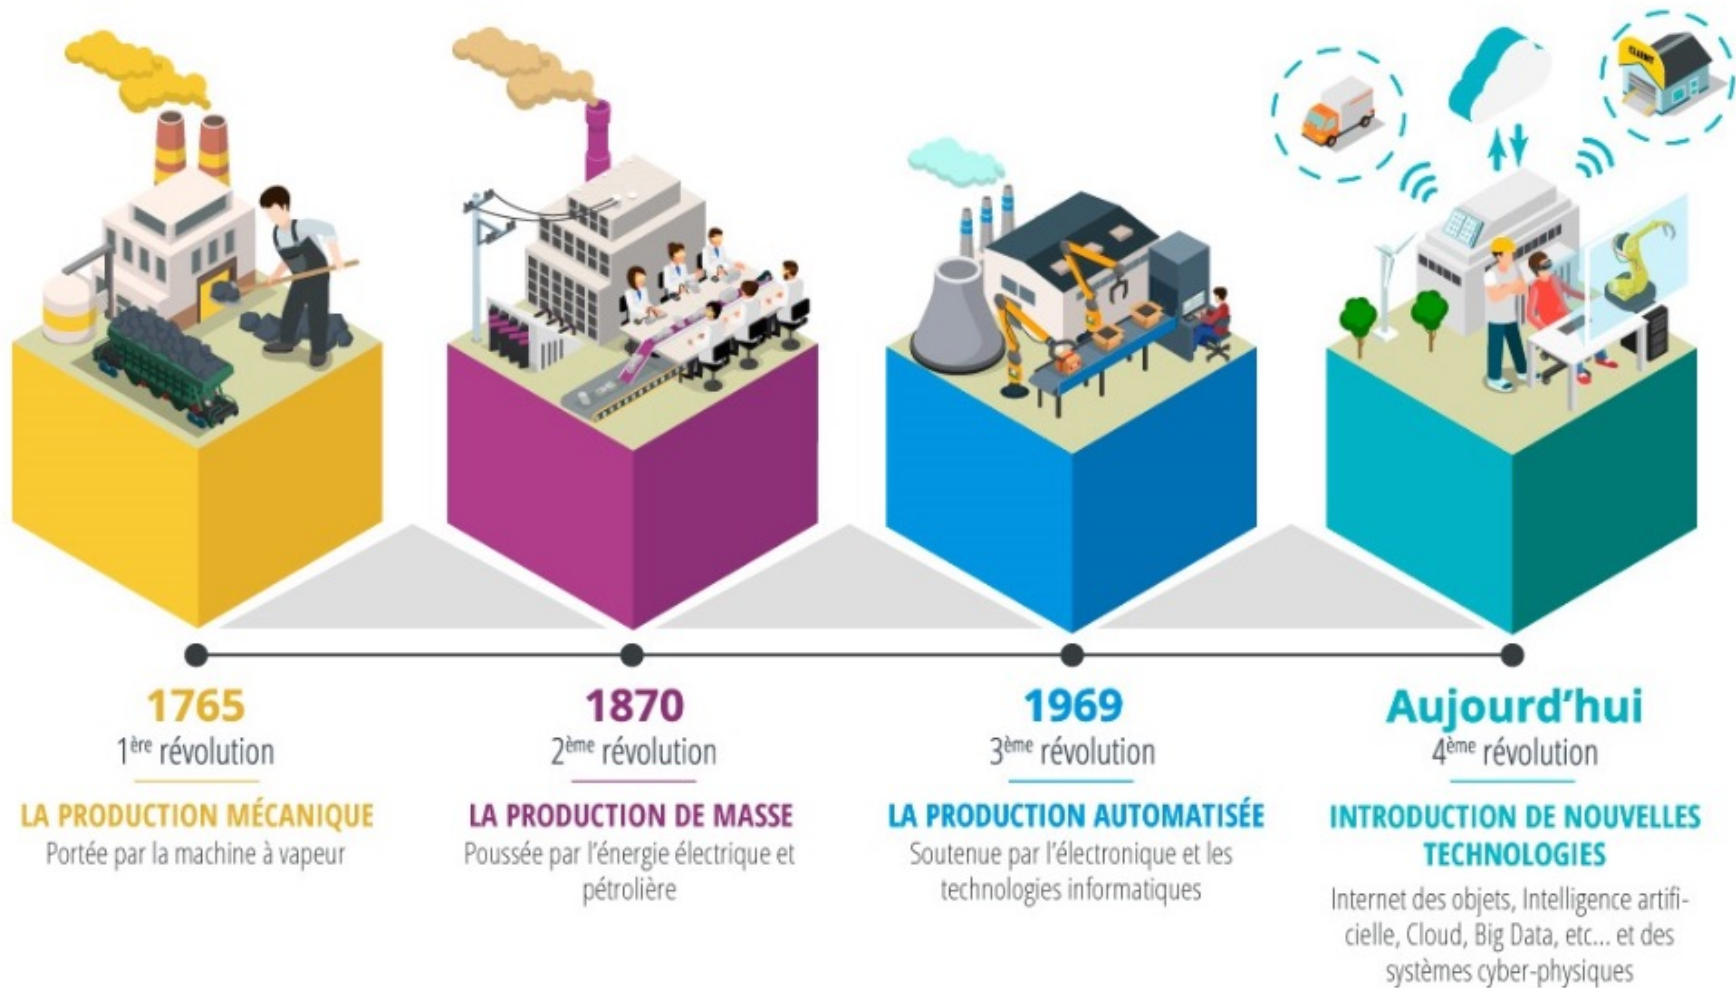 CLIENT
1765
1ère révolution
LA PRODUCTION MÉCANIQUE
Portée par la machine à vapeur
1870
2ème révolution
LA PRODUCTION DE MASSE
Poussée par l'énergie électrique et
pétrolière
1969
3ème révolution
LA PRODUCTION AUTOMATISÉE
Soutenue par l'électronique et les
technologies informatiques
Aujourd'hui
4ème révolution
INTRODUCTION DE NOUVELLES
TECHNOLOGIES
Internet des objets, Intelligence artifi-
cielle, Cloud, Big Data, etc... et des
systèmes cyber-physiques